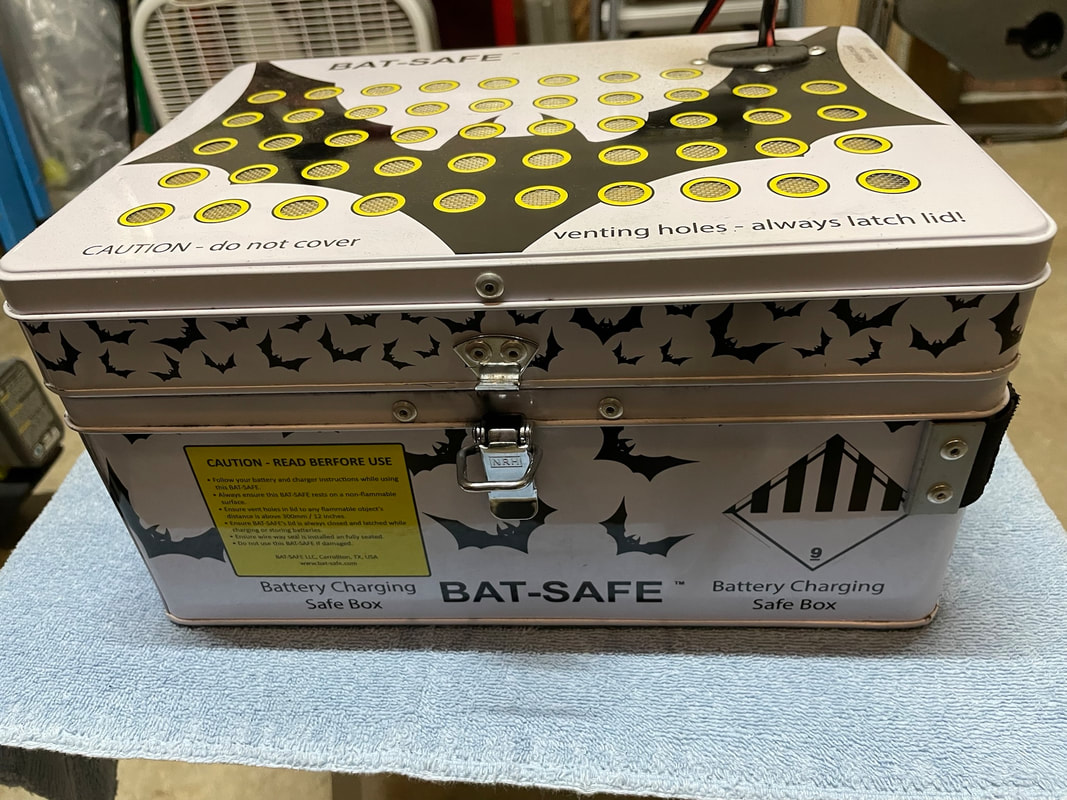 BAT-SAFE
CAUTION - do not cover
venting holes - always latch lid!
NRH
CAUTION - READ BERFORE USE
• Follow your battery and charger instructions while using
this BAT-SAFE.
• Always ensure this BAT-SAFE rests on a non-flammable
surface.
• Ensure vent holes in lid to any flammable object's
distance is above 300mm / 12 inches.
• Ensure BAT-SAFE's lid is always closed and latched while
charging or storing batteries.
• Ensure wire-way seal is installed an fully sealed.
• Do not use this BAT-SAFE if damaged.
BAT-SAFE LLC, Carrollton, TX, USA
www.bat-safe.com
Battery Charging
Safe Box
BAT-SAFE ™
9
Battery Charging
Safe Box